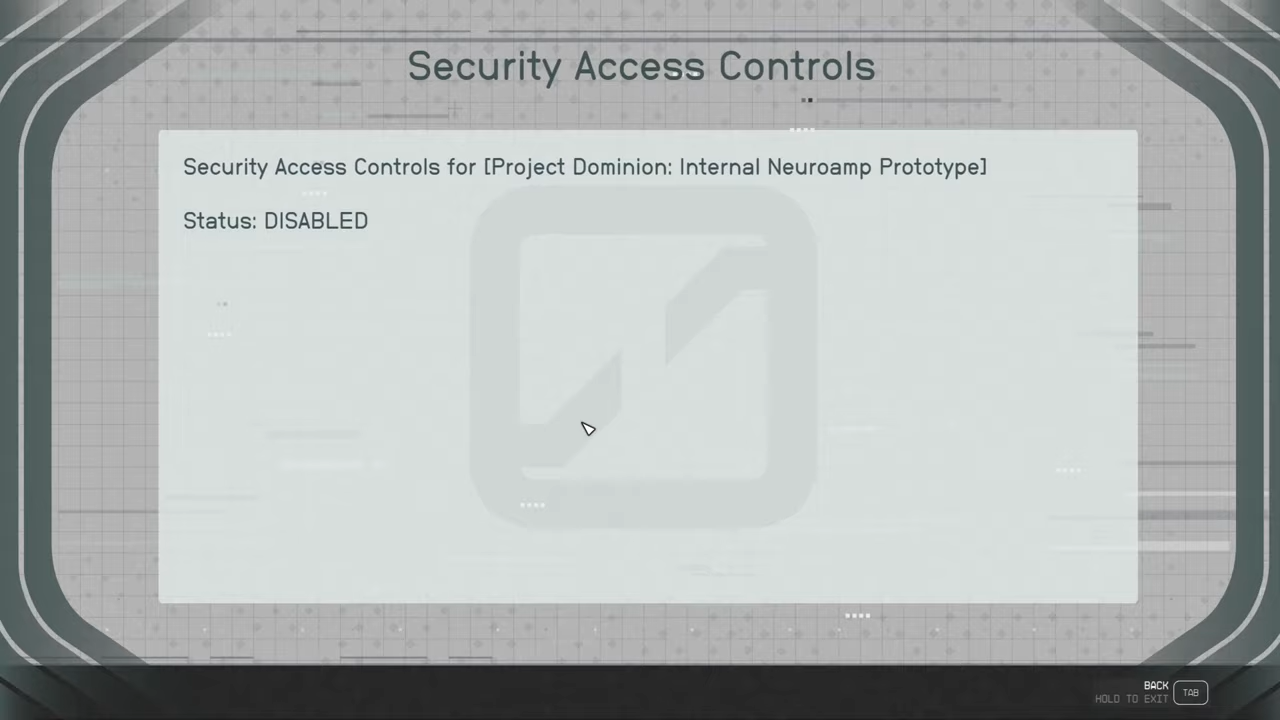 Security Access Controls
Security Access Controls for [Project Dominion: Internal Neuroamp Prototype]
Status: DISABLED
BACK
HOLD TO EXIT
TAB